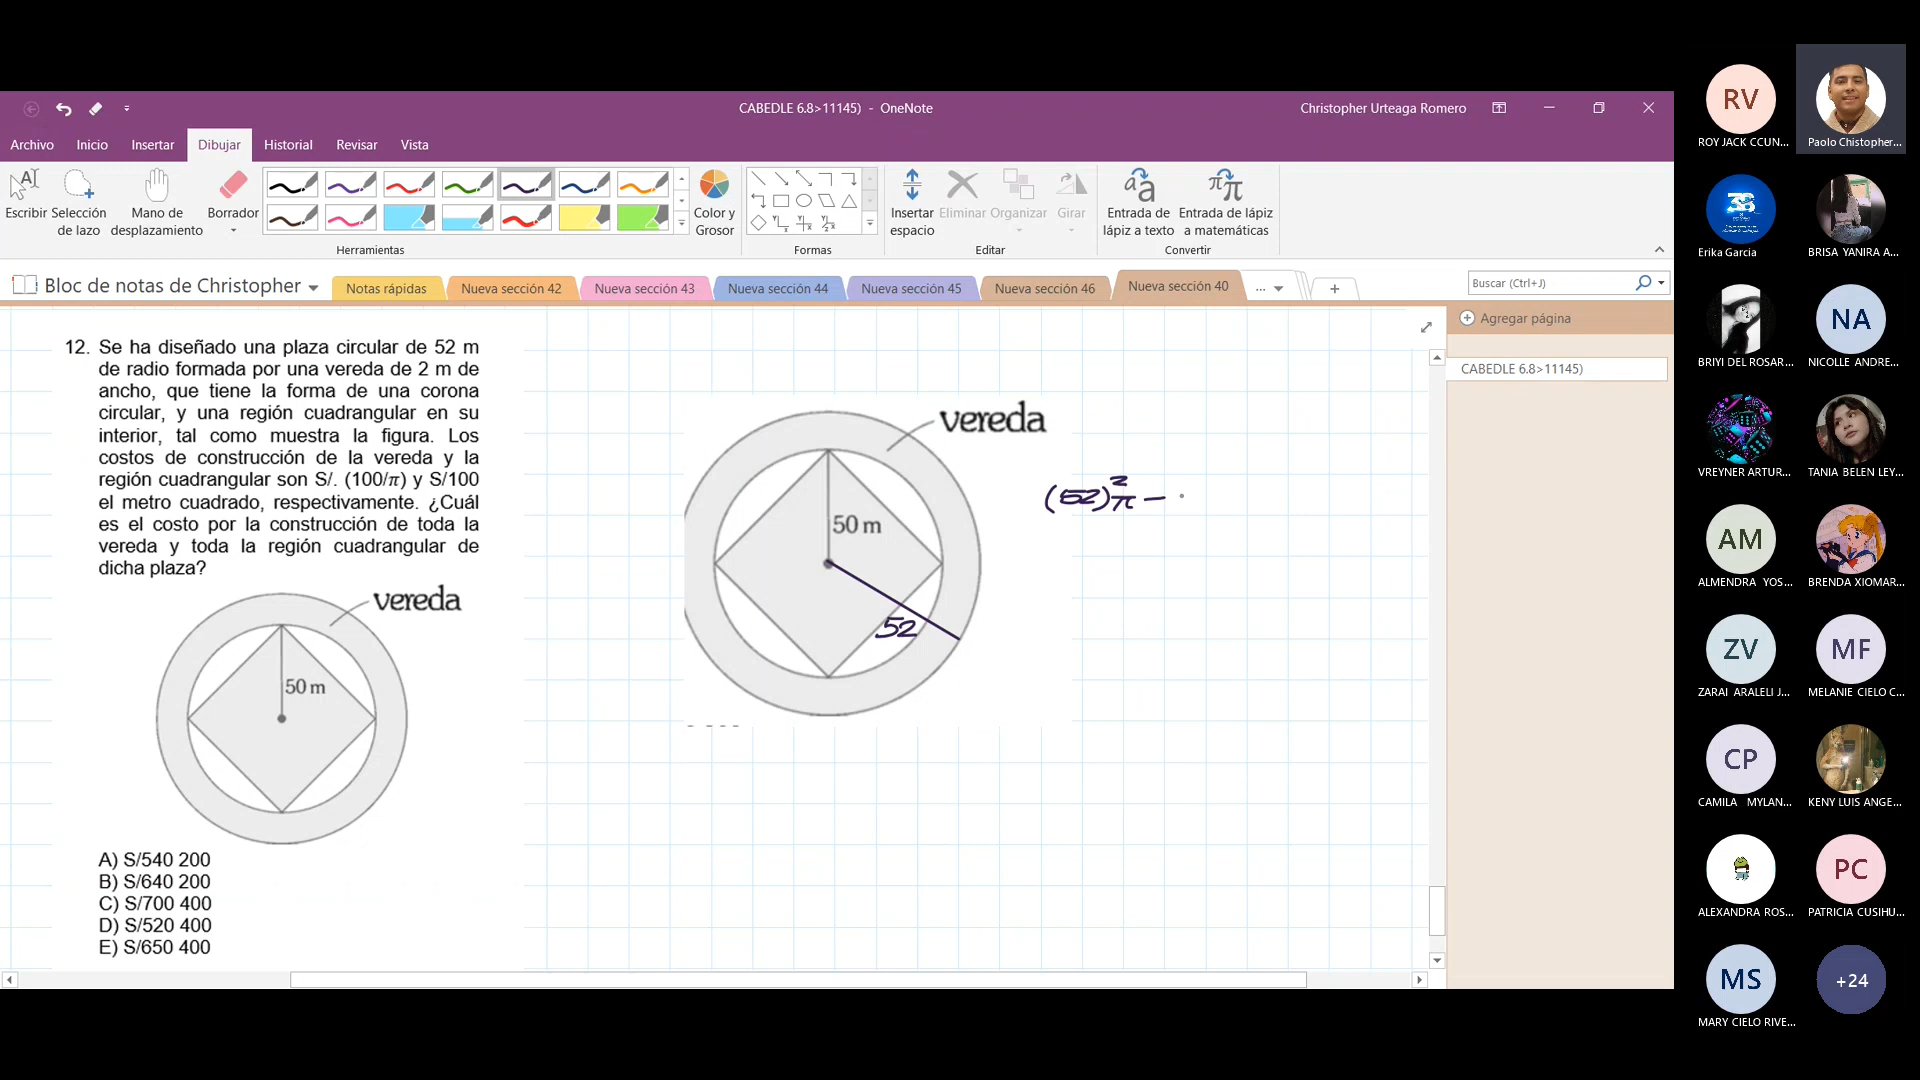 CABEDLE 6.8>11145) - OneNote
Christopher Urteaga Romero
Archivo Inicio Insertar Dibujar Historial Revisar Vista
Escribir
Selección de lazo
Mano de desplazamiento
Borrador
Herramientas
Color y Grosor
Formas
Insertar espacio
Eliminar
Organizar
Girar
Editar
Entrada de lápiz a texto
Entrada de lápiz a matemáticas
Convertir
Bloc de notas de Christopher
Notas rápidas
Nueva sección 42
Nueva sección 43
Nueva sección 44
Nueva sección 45
Nueva sección 46
Nueva sección 40
...
Buscar (Ctrl+J)
Agregar página
CABEDLE 6.8>11145)
12. Se ha diseñado una plaza circular de 52 m
de radio formada por una vereda de 2 m de
ancho, que tiene la forma de una corona
circular, y una región cuadrangular en su
interior, tal como muestra la figura. Los
costos de construcción de la vereda y la
región cuadrangular son S/. (100/π) y S/100
el metro cuadrado, respectivamente. ¿Cuál
es el costo por la construcción de toda la
vereda y toda la región cuadrangular de
dicha plaza?
vereda
50 m
A) S/540 200
B) S/640 200
C) S/700 400
D) S/520 400
E) S/650 400
vereda
50 m
52
(52)²π –
RV
ROY JACK CCUN...
Paolo Chistopher...
Erika Garcia
BRISA YANIRA A...
BRIYI DEL ROSAR...
NA
NICOLLE ANDRE...
VREYNER ARTUR...
TANIA BELEN LEY...
AM
ALMENDRA YOS...
BRENDA XIOMAR...
ZV
ZARAI ARALELI J...
MF
MELANIE CIELO C...
CP
CAMILA MYLAN...
KENY LUIS ANGE...
ALEXANDRA ROS...
PC
PATRICIA CUSIHU...
MS
MARY CIELO RIVE...
+24